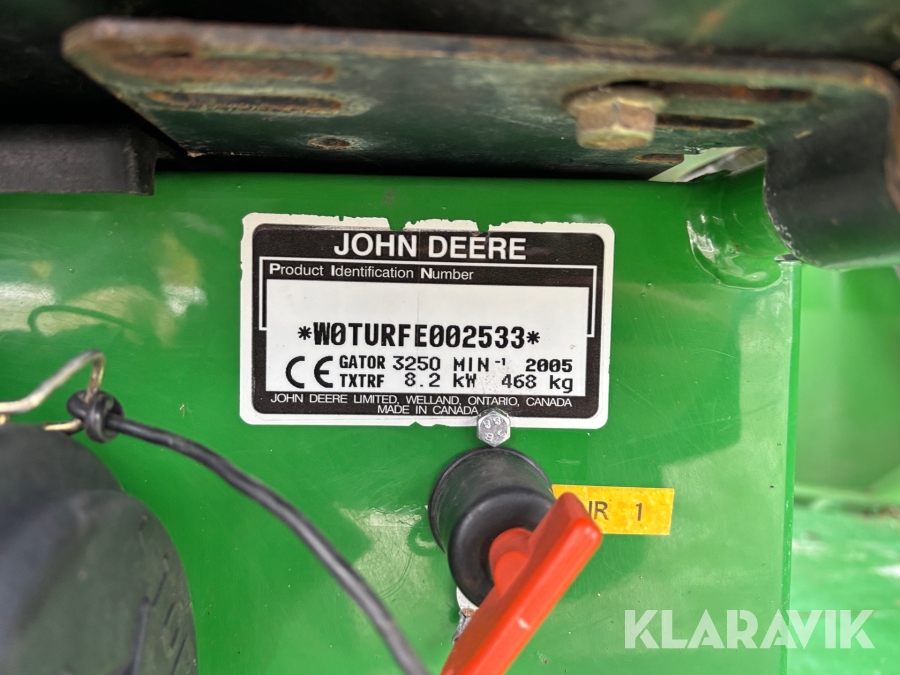 JOHN DEERE
Product Identification Number
*W0TURFE002533*
CE GATOR 3250 MIN⁻¹ 2005
TXTRF 8.2 kW 468 kg
JOHN DEERE LIMITED, WELLAND, ONTARIO, CANADA
MADE IN CANADA
NR 1
KLARAVIK